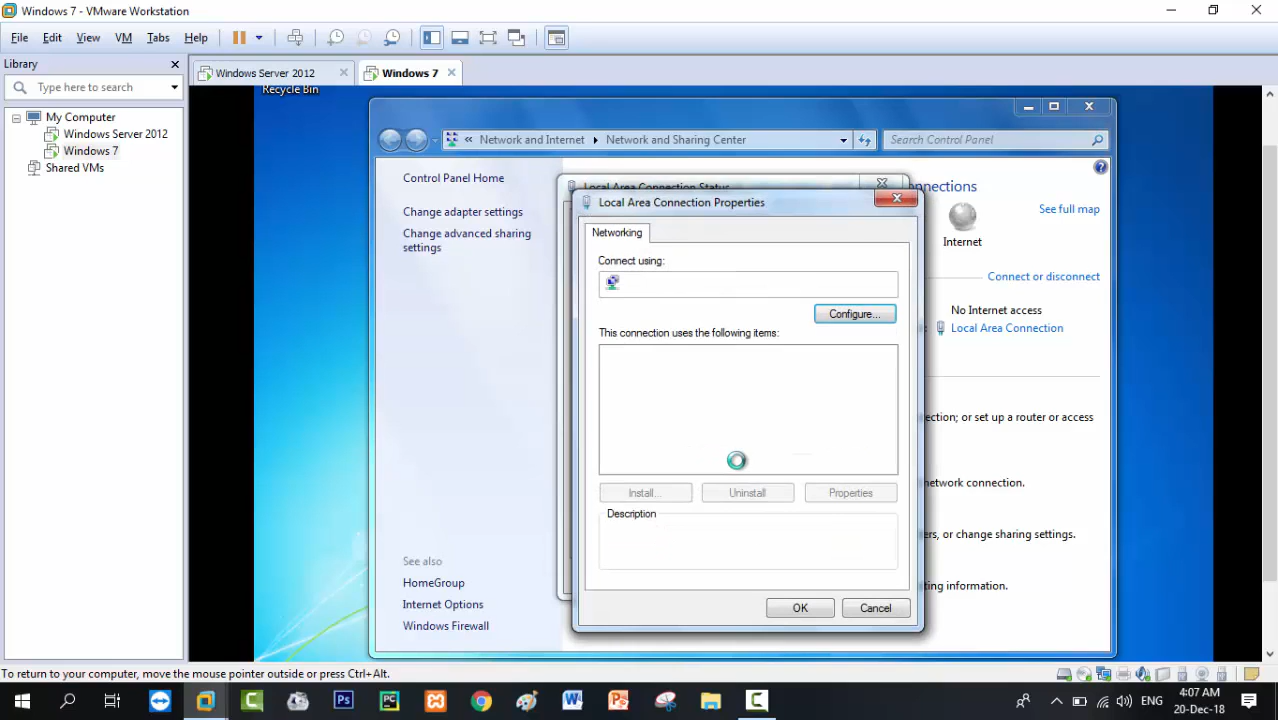 Windows 7 - VMware Workstation
File Edit View VM Tabs Help
Library
Type here to search
My Computer
Windows Server 2012
Windows 7
Shared VMs
Windows Server 2012
Windows 7
Recycle Bin
« Network and Internet Network and Sharing Center
Search Control Panel
Control Panel Home
Change adapter settings
Change advanced sharing
settings
See also
HomeGroup
Internet Options
Windows Firewall
Local Area Connection Status
Local Area Connection Properties
Networking
Connect using:
Configure...
This connection uses the following items:
Install... Uninstall Properties
Description
OK Cancel
onnections
See full map
Internet
Connect or disconnect
No Internet access
Local Area Connection
ection; or set up a router or access
network connection.
ers, or change sharing settings.
ting information.
To return to your computer, move the mouse pointer outside or press Ctrl+Alt.
ENG
4:07 AM
20-Dec-18